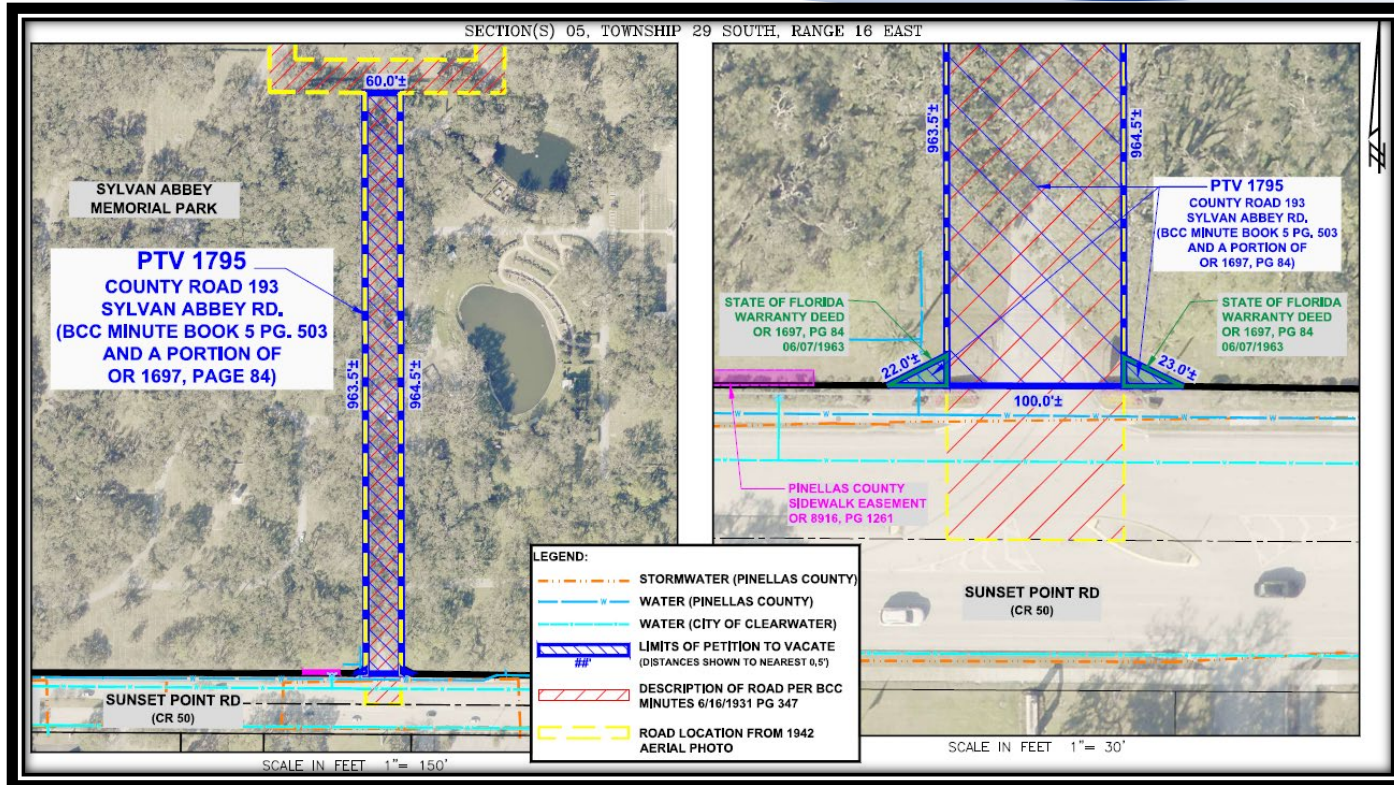 SECTION(S) 05, TOWNSHIP 29 SOUTH, RANGE 16 EAST
60.0'±
SYLVAN ABBEY
MEMORIAL PARK
PTV 1795
COUNTY ROAD 193
SYLVAN ABBEY RD.
(BCC MINUTE BOOK 5 PG. 503
AND A PORTION OF
OR 1697, PAGE 84)
963.5'±
964.5'±
SUNSET POINT RD
(CR 50)
SCALE IN FEET 1"= 150'
963.5'±
964.5'±
PTV 1795
COUNTY ROAD 193
SYLVAN ABBEY RD.
(BCC MINUTE BOOK 5 PG. 503
AND A PORTION OF
OR 1697, PG 84)
STATE OF FLORIDA
WARRANTY DEED
OR 1697, PG 84
06/07/1963
STATE OF FLORIDA
WARRANTY DEED
OR 1697, PG 84
06/07/1963
22.0'±
23.0'±
100.0'±
W W W W W
W W W W W W W
PINELLAS COUNTY
SIDEWALK EASEMENT
OR 8916, PG 1261
SUNSET POINT RD
(CR 50)
SCALE IN FEET 1"= 30'
N
LEGEND:
STORMWATER (PINELLAS COUNTY)
W WATER (PINELLAS COUNTY)
WATER (CITY OF CLEARWATER)
LIMITS OF PETITION TO VACATE
##' (DISTANCES SHOWN TO NEAREST 0.5')
DESCRIPTION OF ROAD PER BCC
MINUTES 6/16/1931 PG 347
ROAD LOCATION FROM 1942
AERIAL PHOTO